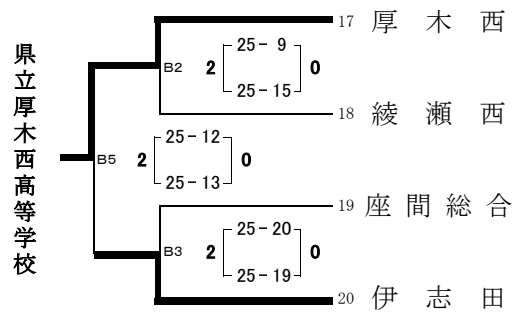 県立厚木西高等学校
17 厚木西
B2 2 25-9 0
25-15
18 綾瀬西
B5 2 25-12 0
25-13
19 座間総合
B3 2 25-20 0
25-19
20 伊志田